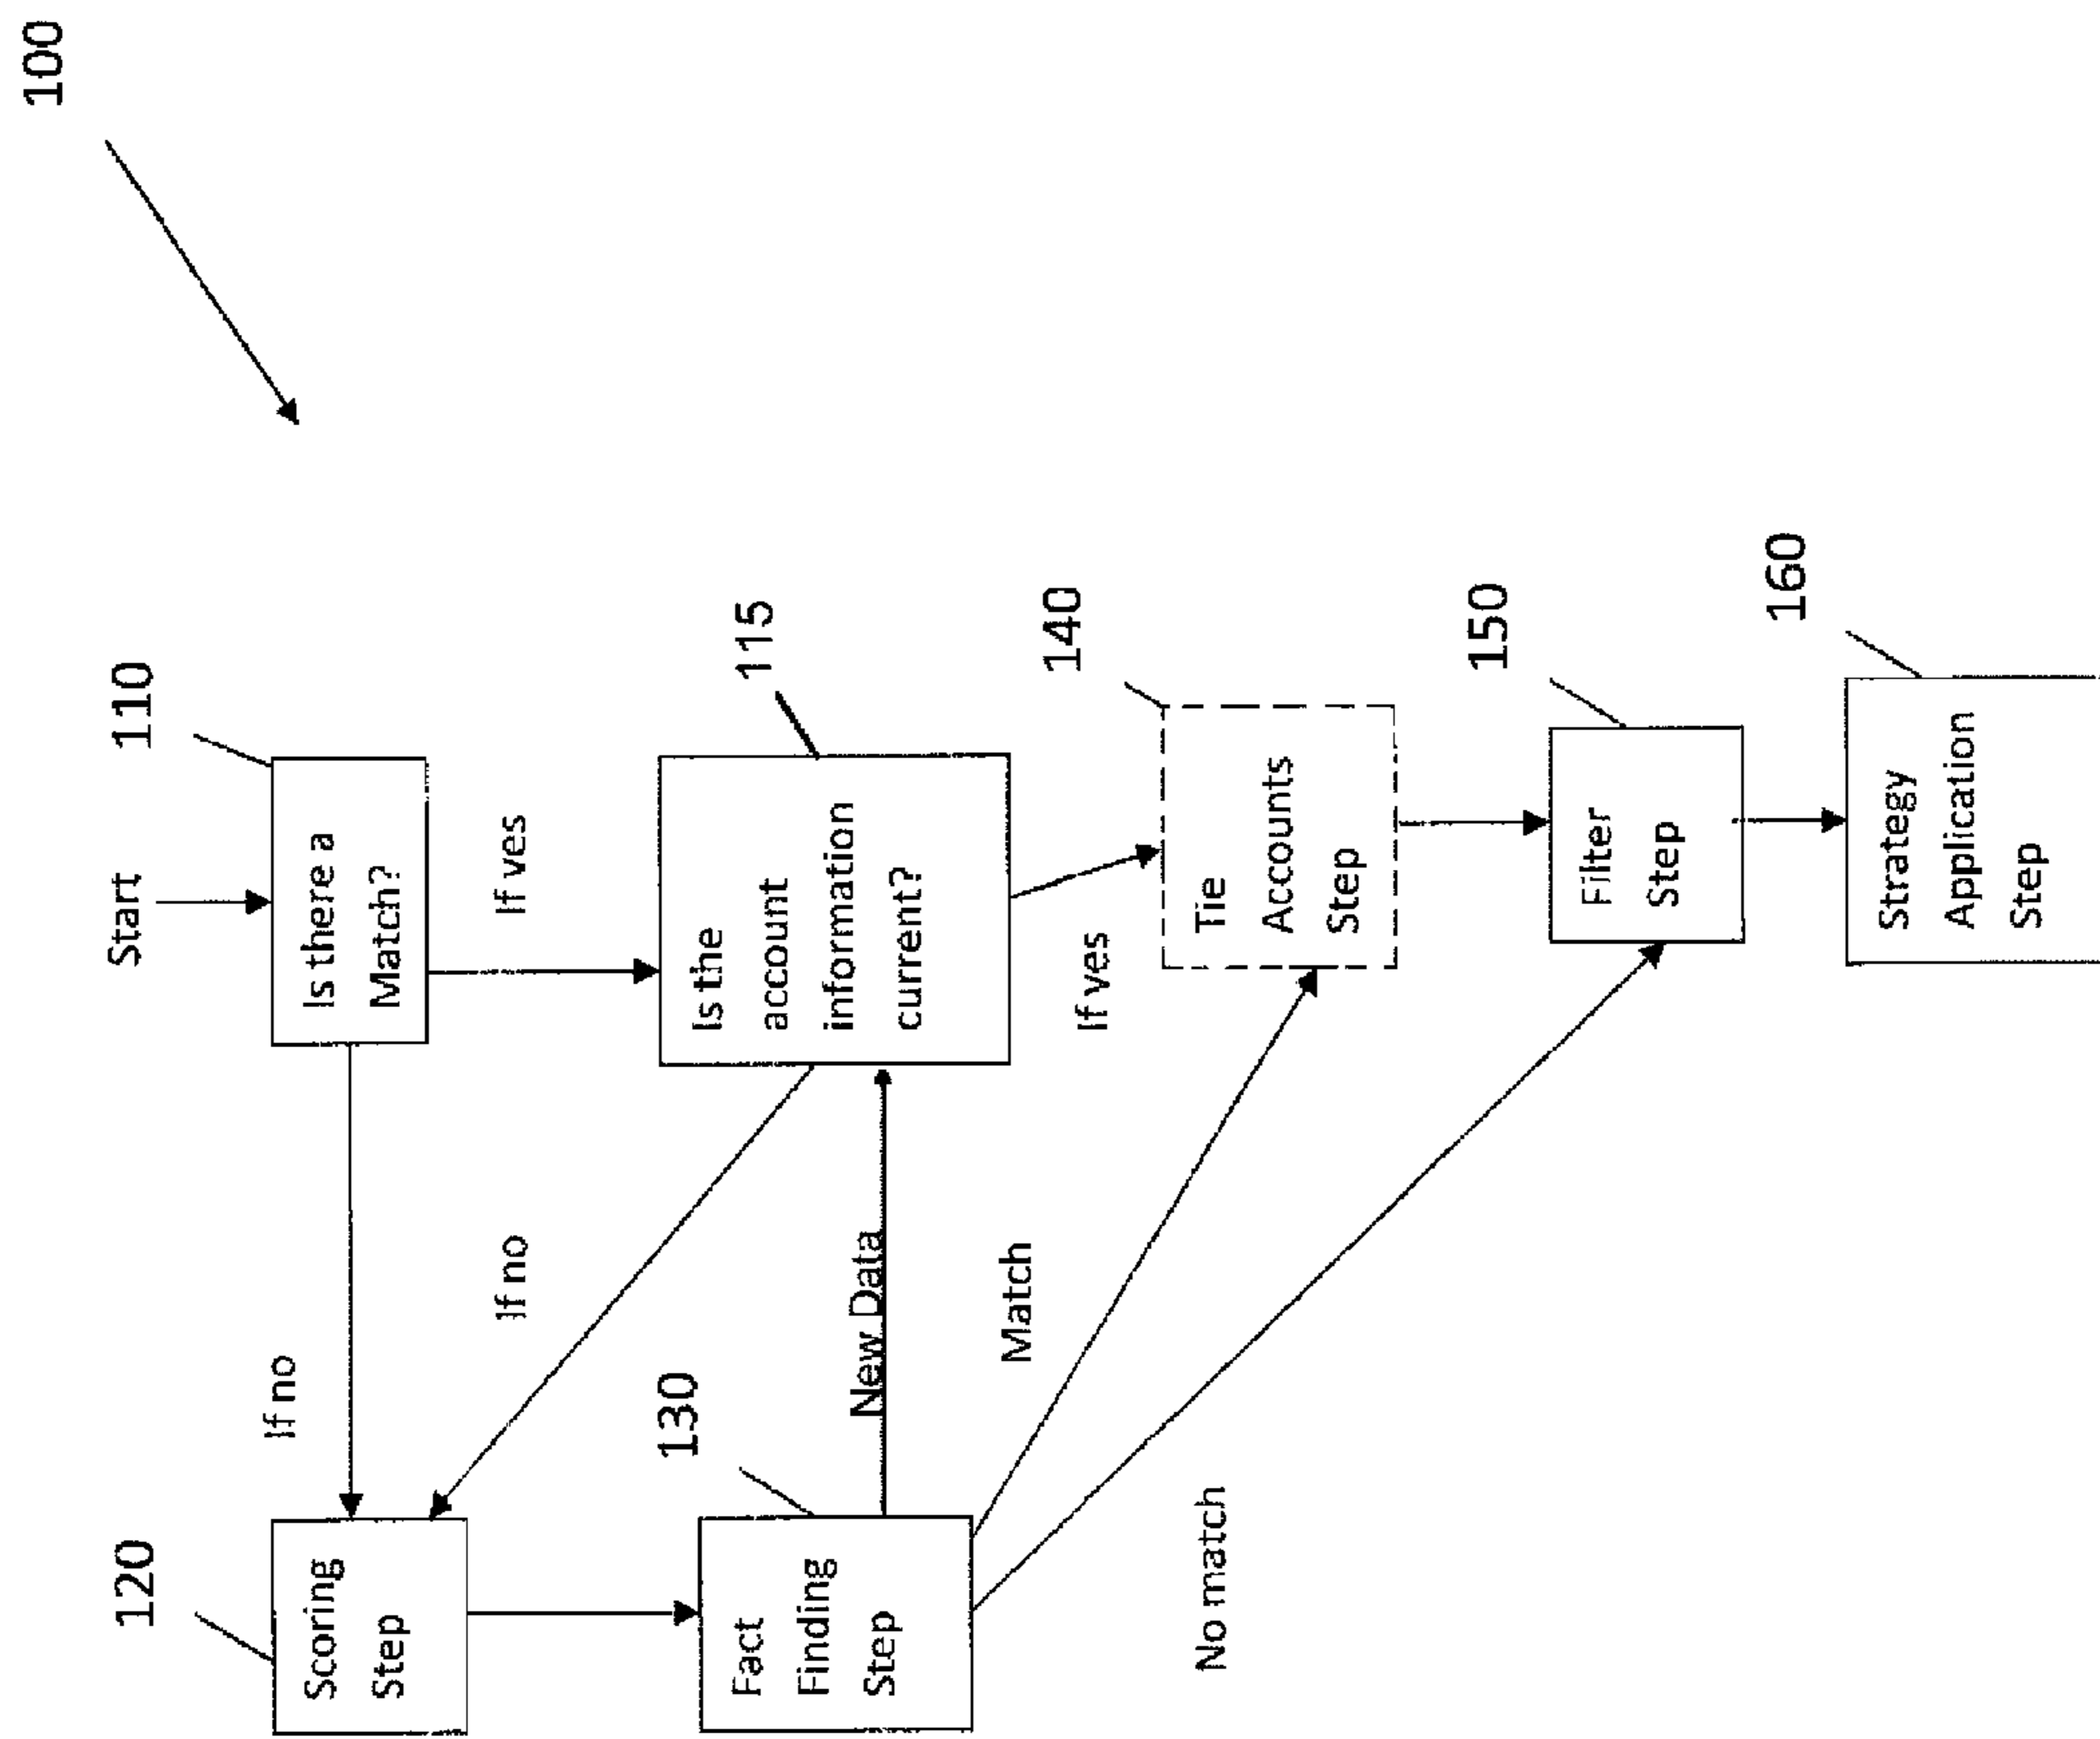 100
Start
110
Is there a
Match?
120
Scoring
Step
If no
If yes
115
Is the
account
information
current?
If no
130
Fact
Finding
Step
New Data
Match
No match
If yes
140
Tie
Accounts
Step
150
Filter
Step
160
Strategy
Application
Step